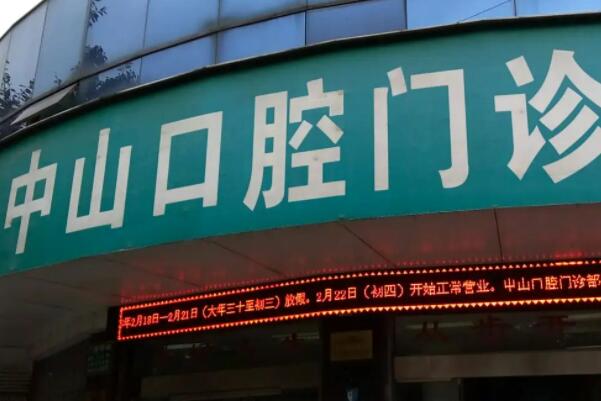 中山口腔门诊
年2月18日—2月21日（大年三十至初三）放假，2月22日（初四）开始正常营业。中山口腔门诊部